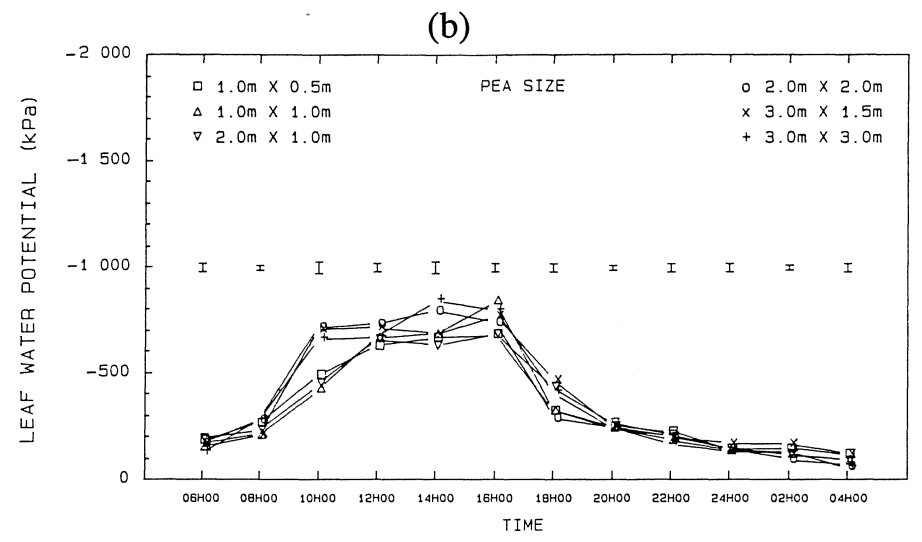 (b)
-2 000
-1 500
-1 000
-500
0
LEAF WATER POTENTIAL (kPa)
1.0m X 0.5m
1.0m X 1.0m
2.0m X 1.0m
PEA SIZE
2.0m X 2.0m
3.0m X 1.5m
3.0m X 3.0m
06H00 08H00 10H00 12H00 14H00 16H00 18H00 20H00 22H00 24H00 02H00 04H00
TIME